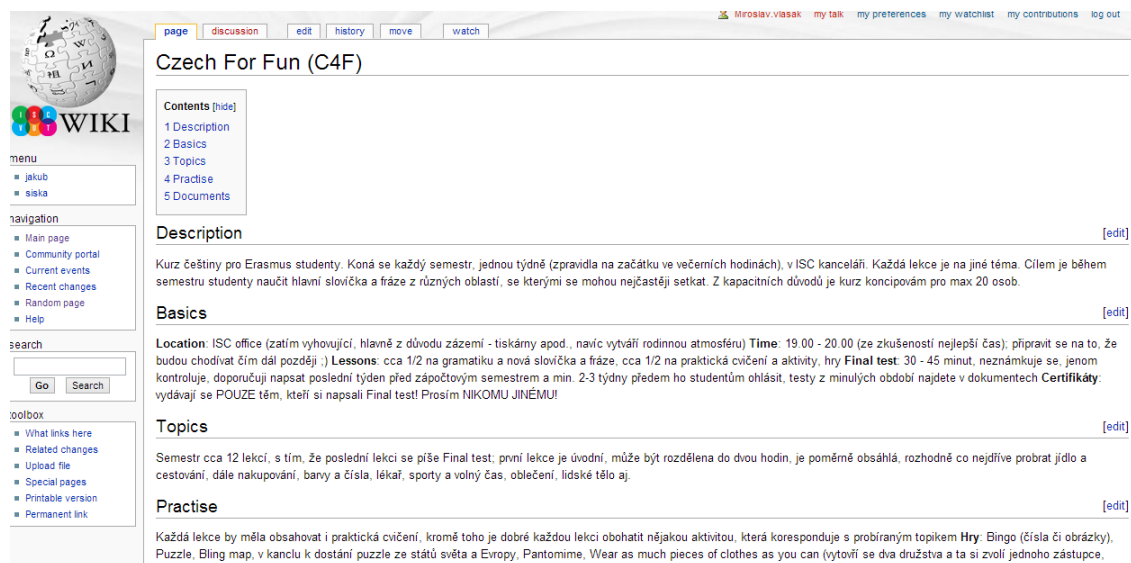 Miroslav.vlasak my talk my preferences my watchlist my contributions log out
page discussion edit history move watch
Czech For Fun (C4F)
Contents [hide]
1 Description
2 Basics
3 Topics
4 Practise
5 Documents
ISC VUT WIKI
menu
jakub
siska
navigation
Main page
Community portal
Current events
Recent changes
Random page
Help
search
Go Search
toolbox
What links here
Related changes
Upload file
Special pages
Printable version
Permanent link
Description [edit]
Kurz češtiny pro Erasmus studenty. Koná se každý semestr, jednou týdně (zpravidla na začátku ve večerních hodinách), v ISC kanceláři. Každá lekce je na jiné téma. Cílem je během
semestru studenty naučit hlavní slovíčka a fráze z různých oblastí, se kterými se mohou nejčastěji setkat. Z kapacitních důvodů je kurz koncipovám pro max 20 osob.
Basics [edit]
Location: ISC office (zatím vyhovující, hlavně z důvodu zázemí - tiskárny apod., navíc vytváří rodinnou atmosféru) Time: 19.00 - 20.00 (ze zkušeností nejlepší čas); připravit se na to, že
budou chodívat čím dál později ;) Lessons: cca 1/2 na gramatiku a nová slovíčka a fráze, cca 1/2 na praktická cvičení a aktivity, hry Final test: 30 - 45 minut, neznámkuje se, jenom
kontroluje, doporučuji napsat poslední týden před zápočtovým semestrem a min. 2-3 týdny předem ho studentům ohlásit, testy z minulých období najdete v dokumentech Certifikáty:
vydávají se POUZE těm, kteří si napsali Final test! Prosím NIKOMU JINÉMU!
Topics [edit]
Semestr cca 12 lekcí, s tím, že poslední lekci se píše Final test; první lekce je úvodní, může být rozdělena do dvou hodin, je poměrně obsáhlá, rozhodně co nejdříve probrat jídlo a
cestování, dále nakupování, barvy a čísla, lékař, sporty a volný čas, oblečení, lidské tělo aj.
Practise [edit]
Každá lekce by měla obsahovat i praktická cvičení, kromě toho je dobré každou lekci obohatit nějakou aktivitou, která koresponduje s probíraným topikem Hry: Bingo (čísla či obrázky),
Puzzle, Bling map, v kanclu k dostání puzzle ze států světa a Evropy, Pantomime, Wear as much pieces of clothes as you can (vytovří se dva družstva a ta si zvolí jednoho zástupce,